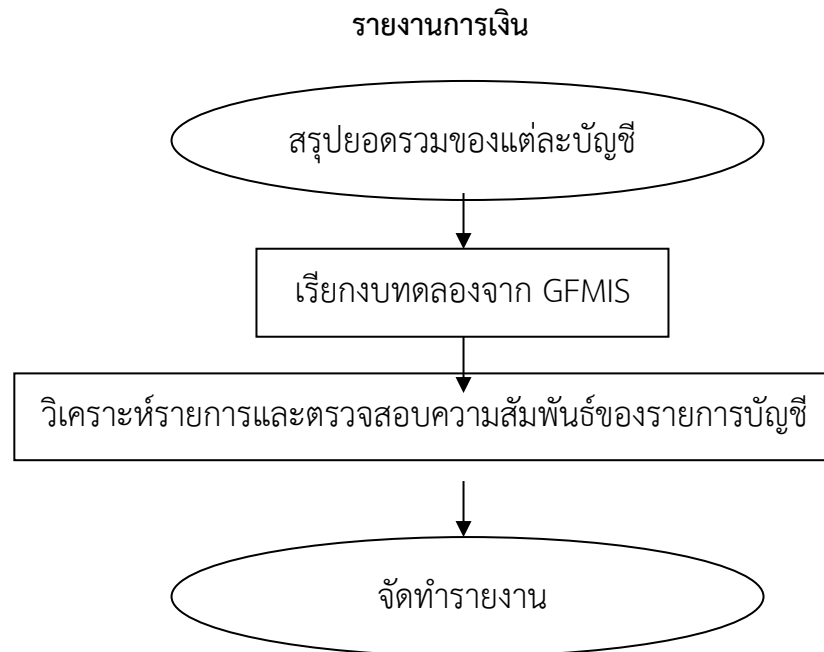 รายงานการเงิน
สรุปยอดรวมของแต่ละบัญชี
เรียกงบทดลองจาก GFMIS
วิเคราะห์รายการและตรวจสอบความสัมพันธ์ของรายการบัญชี
จัดทำรายงาน